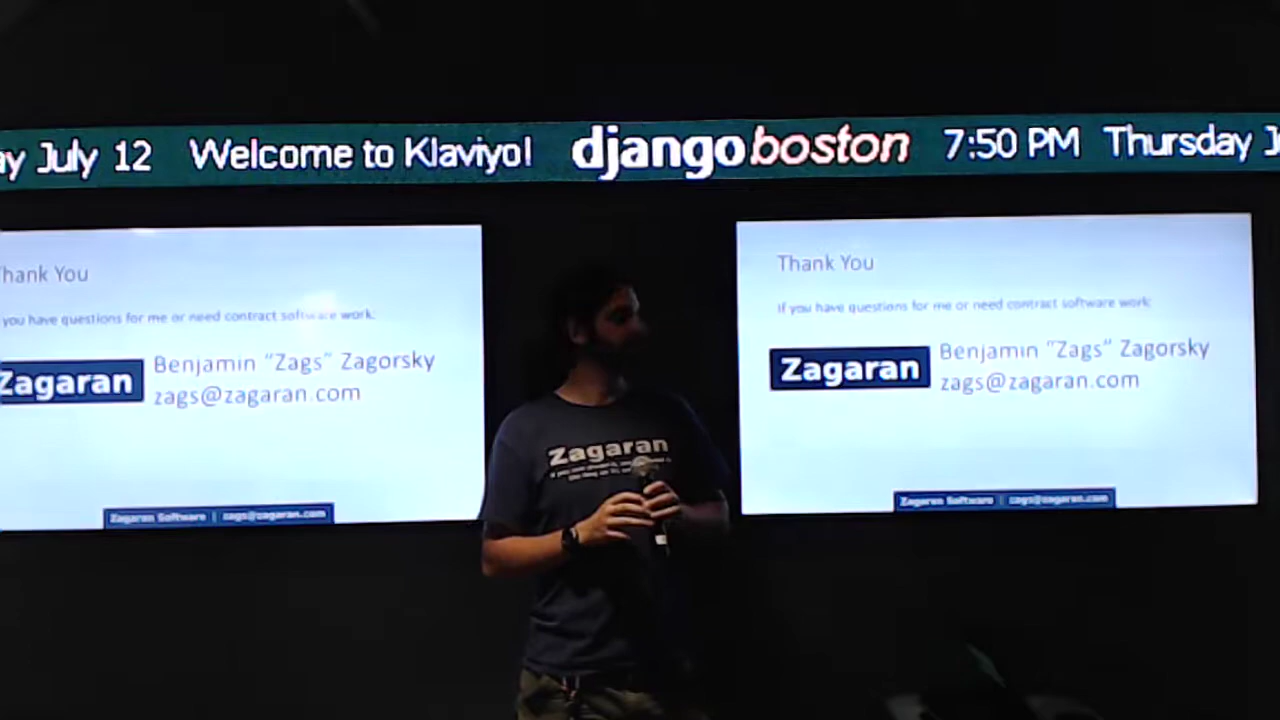 ay July 12 Welcome to Klaviyo! djangoboston 7:50 PM Thursday J
hank You
you have questions for me or need contract software work:
Zagaran
Benjamin “Zags” Zagorsky
zags@zagaran.com
Zagaran Software | zags@zagaran.com
Zagaran
Thank You
If you have questions for me or need contract software work:
Zagaran
Benjamin “Zags” Zagorsky
zags@zagaran.com
Zagaran Software | zags@zagaran.com